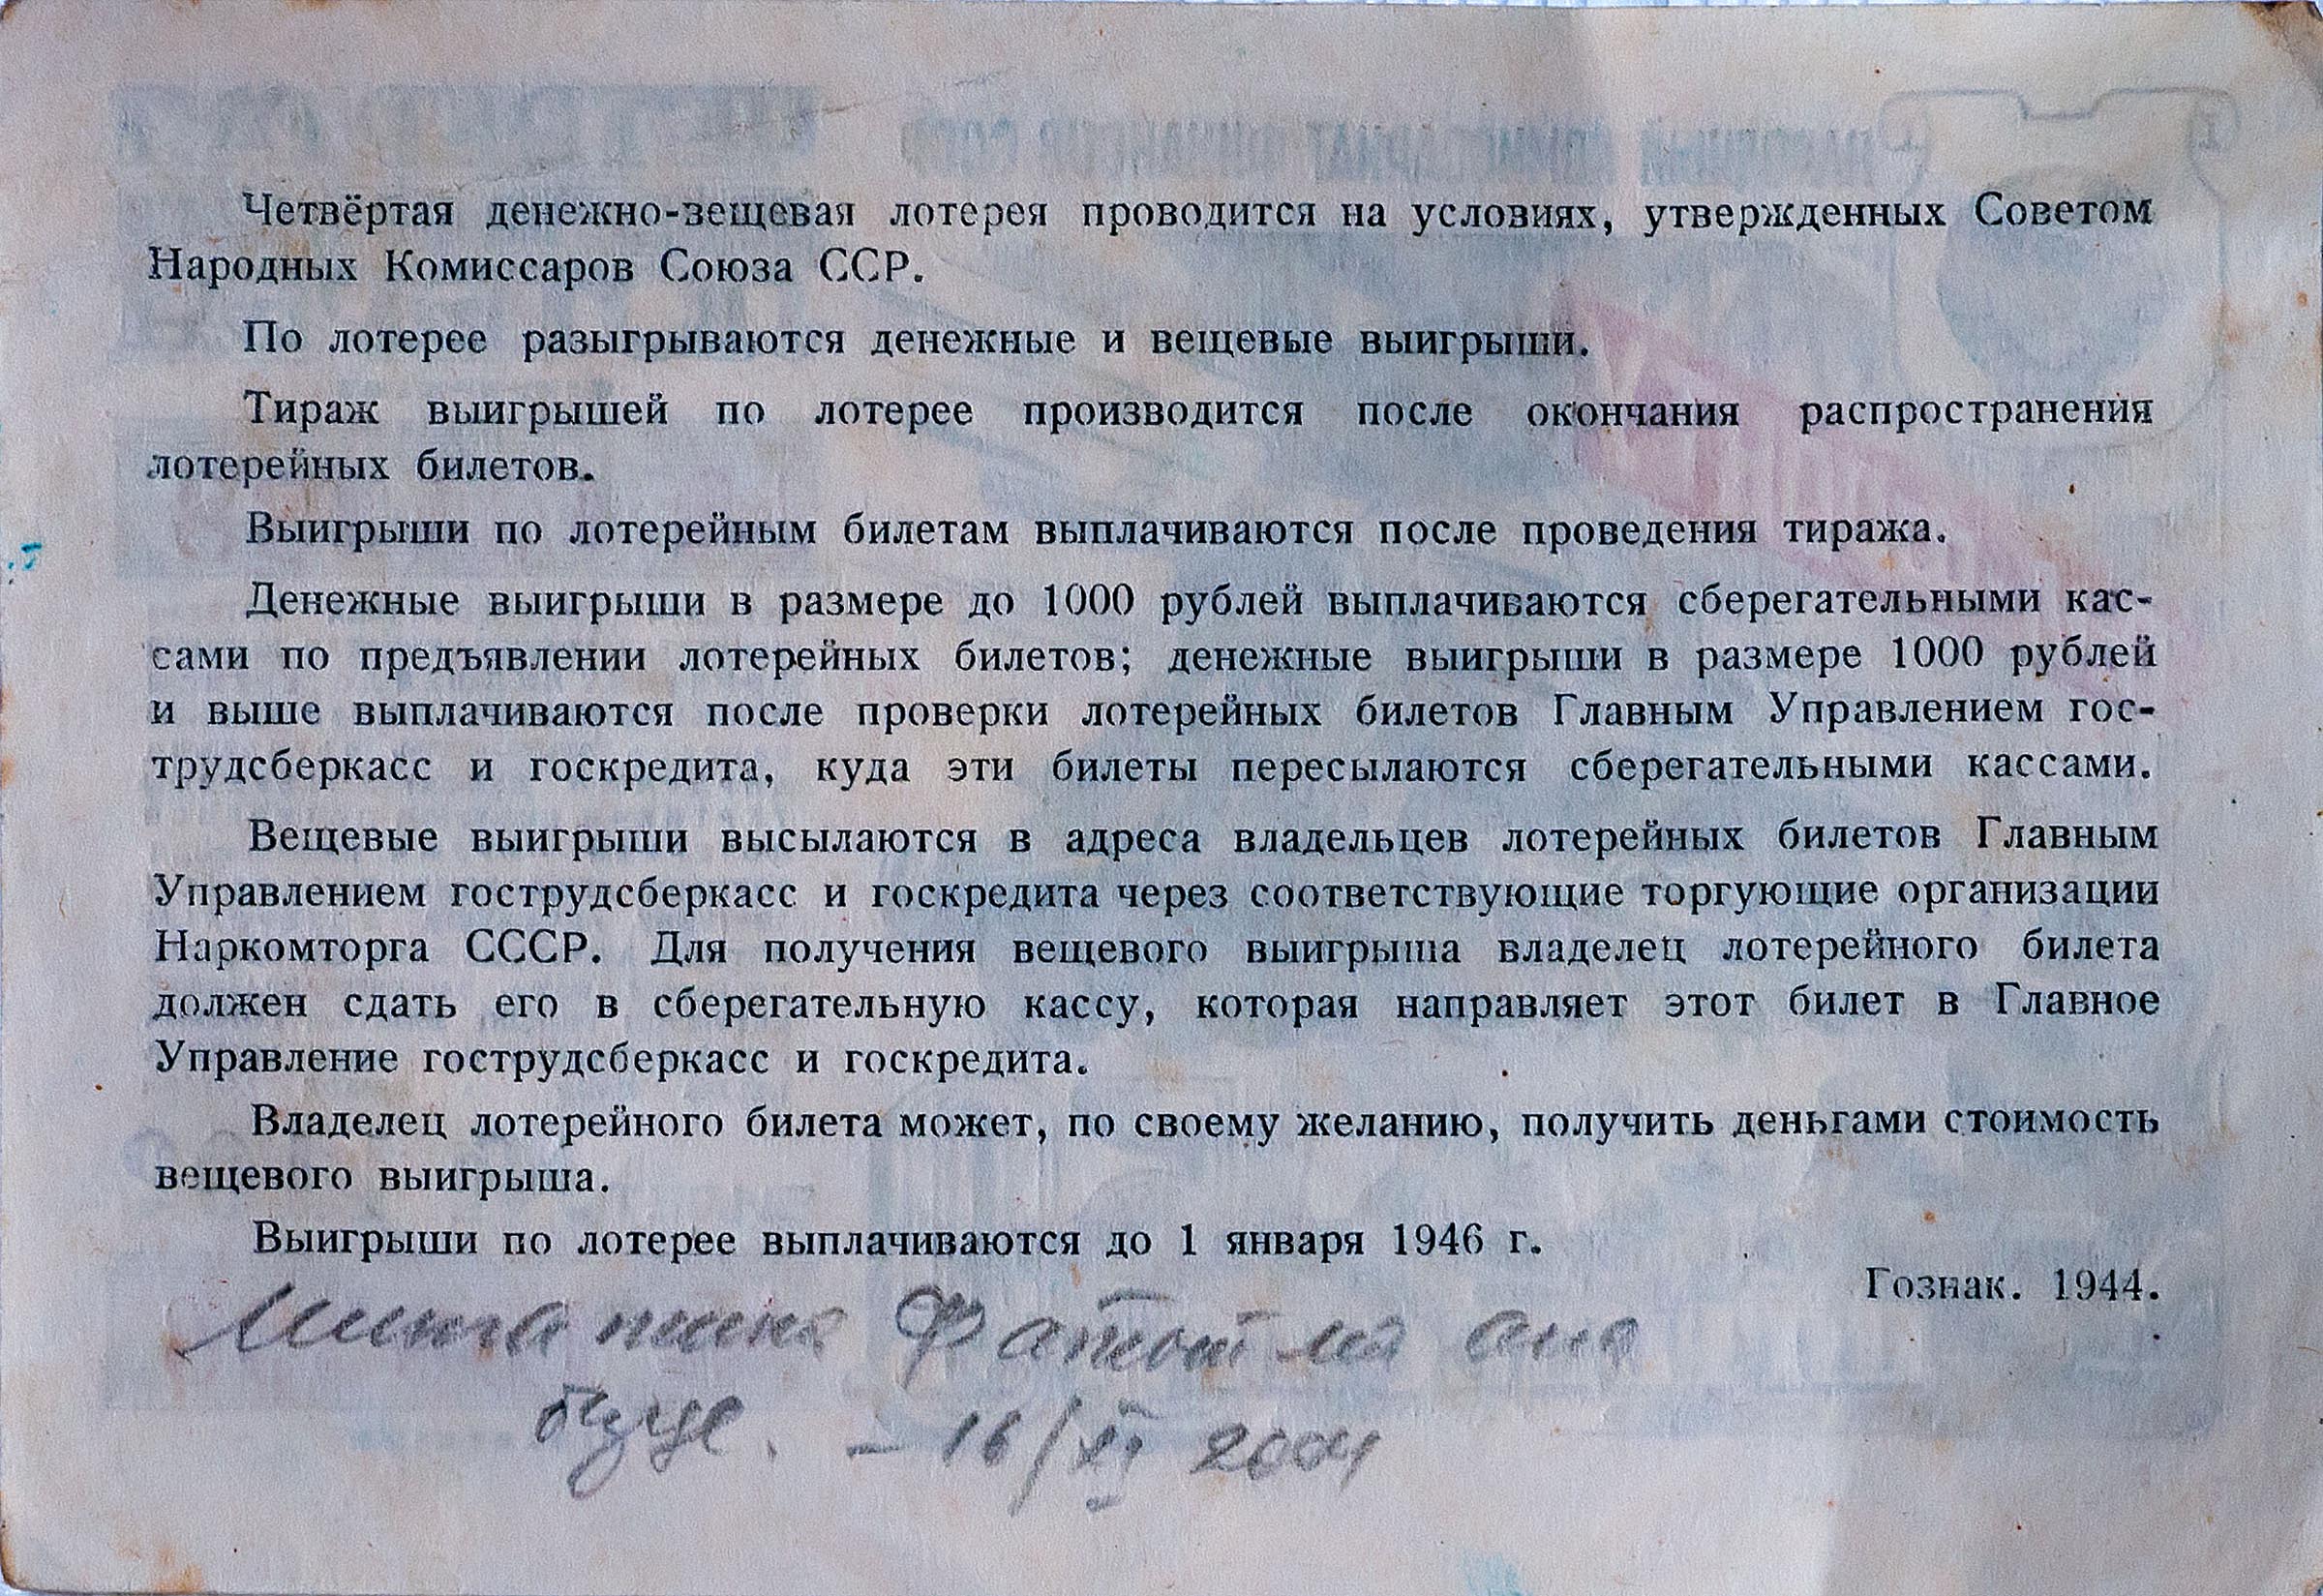 Четвёртая денежно-вещевая лотерея проводится на условиях, утвержденных Советом
Народных Комиссаров Союза ССР.
По лотерее разыгрываются денежные и вещевые выигрыши.
Тираж выигрышей по лотерее производится после окончания распространения
лотерейных билетов.
Выигрыши по лотерейным билетам выплачиваются после проведения тиража.
Денежные выигрыши в размере до 1000 рублей выплачиваются сберегательными кас-
сами по предъявлении лотерейных билетов; денежные выигрыши в размере 1000 рублей
и выше выплачиваются после проверки лотерейных билетов Главным Управлением гос-
трудсберкасс и госкредита, куда эти билеты пересылаются сберегательными кассами.
Вещевые выигрыши высылаются в адреса владельцев лотерейных билетов Главным
Управлением гострудсберкасс и госкредита через соответствующие торгующие организации
Наркомторга СССР. Для получения вещевого выигрыша владелец лотерейного билета
должен сдать его в сберегательную кассу, которая направляет этот билет в Главное
Управление гострудсберкасс и госкредита.
Владелец лотерейного билета может, по своему желанию, получить деньгами стоимость
вещевого выигрыша.
Выигрыши по лотерее выплачиваются до 1 января 1946 г.
Гознак. 1944.
– 16/XI 2004